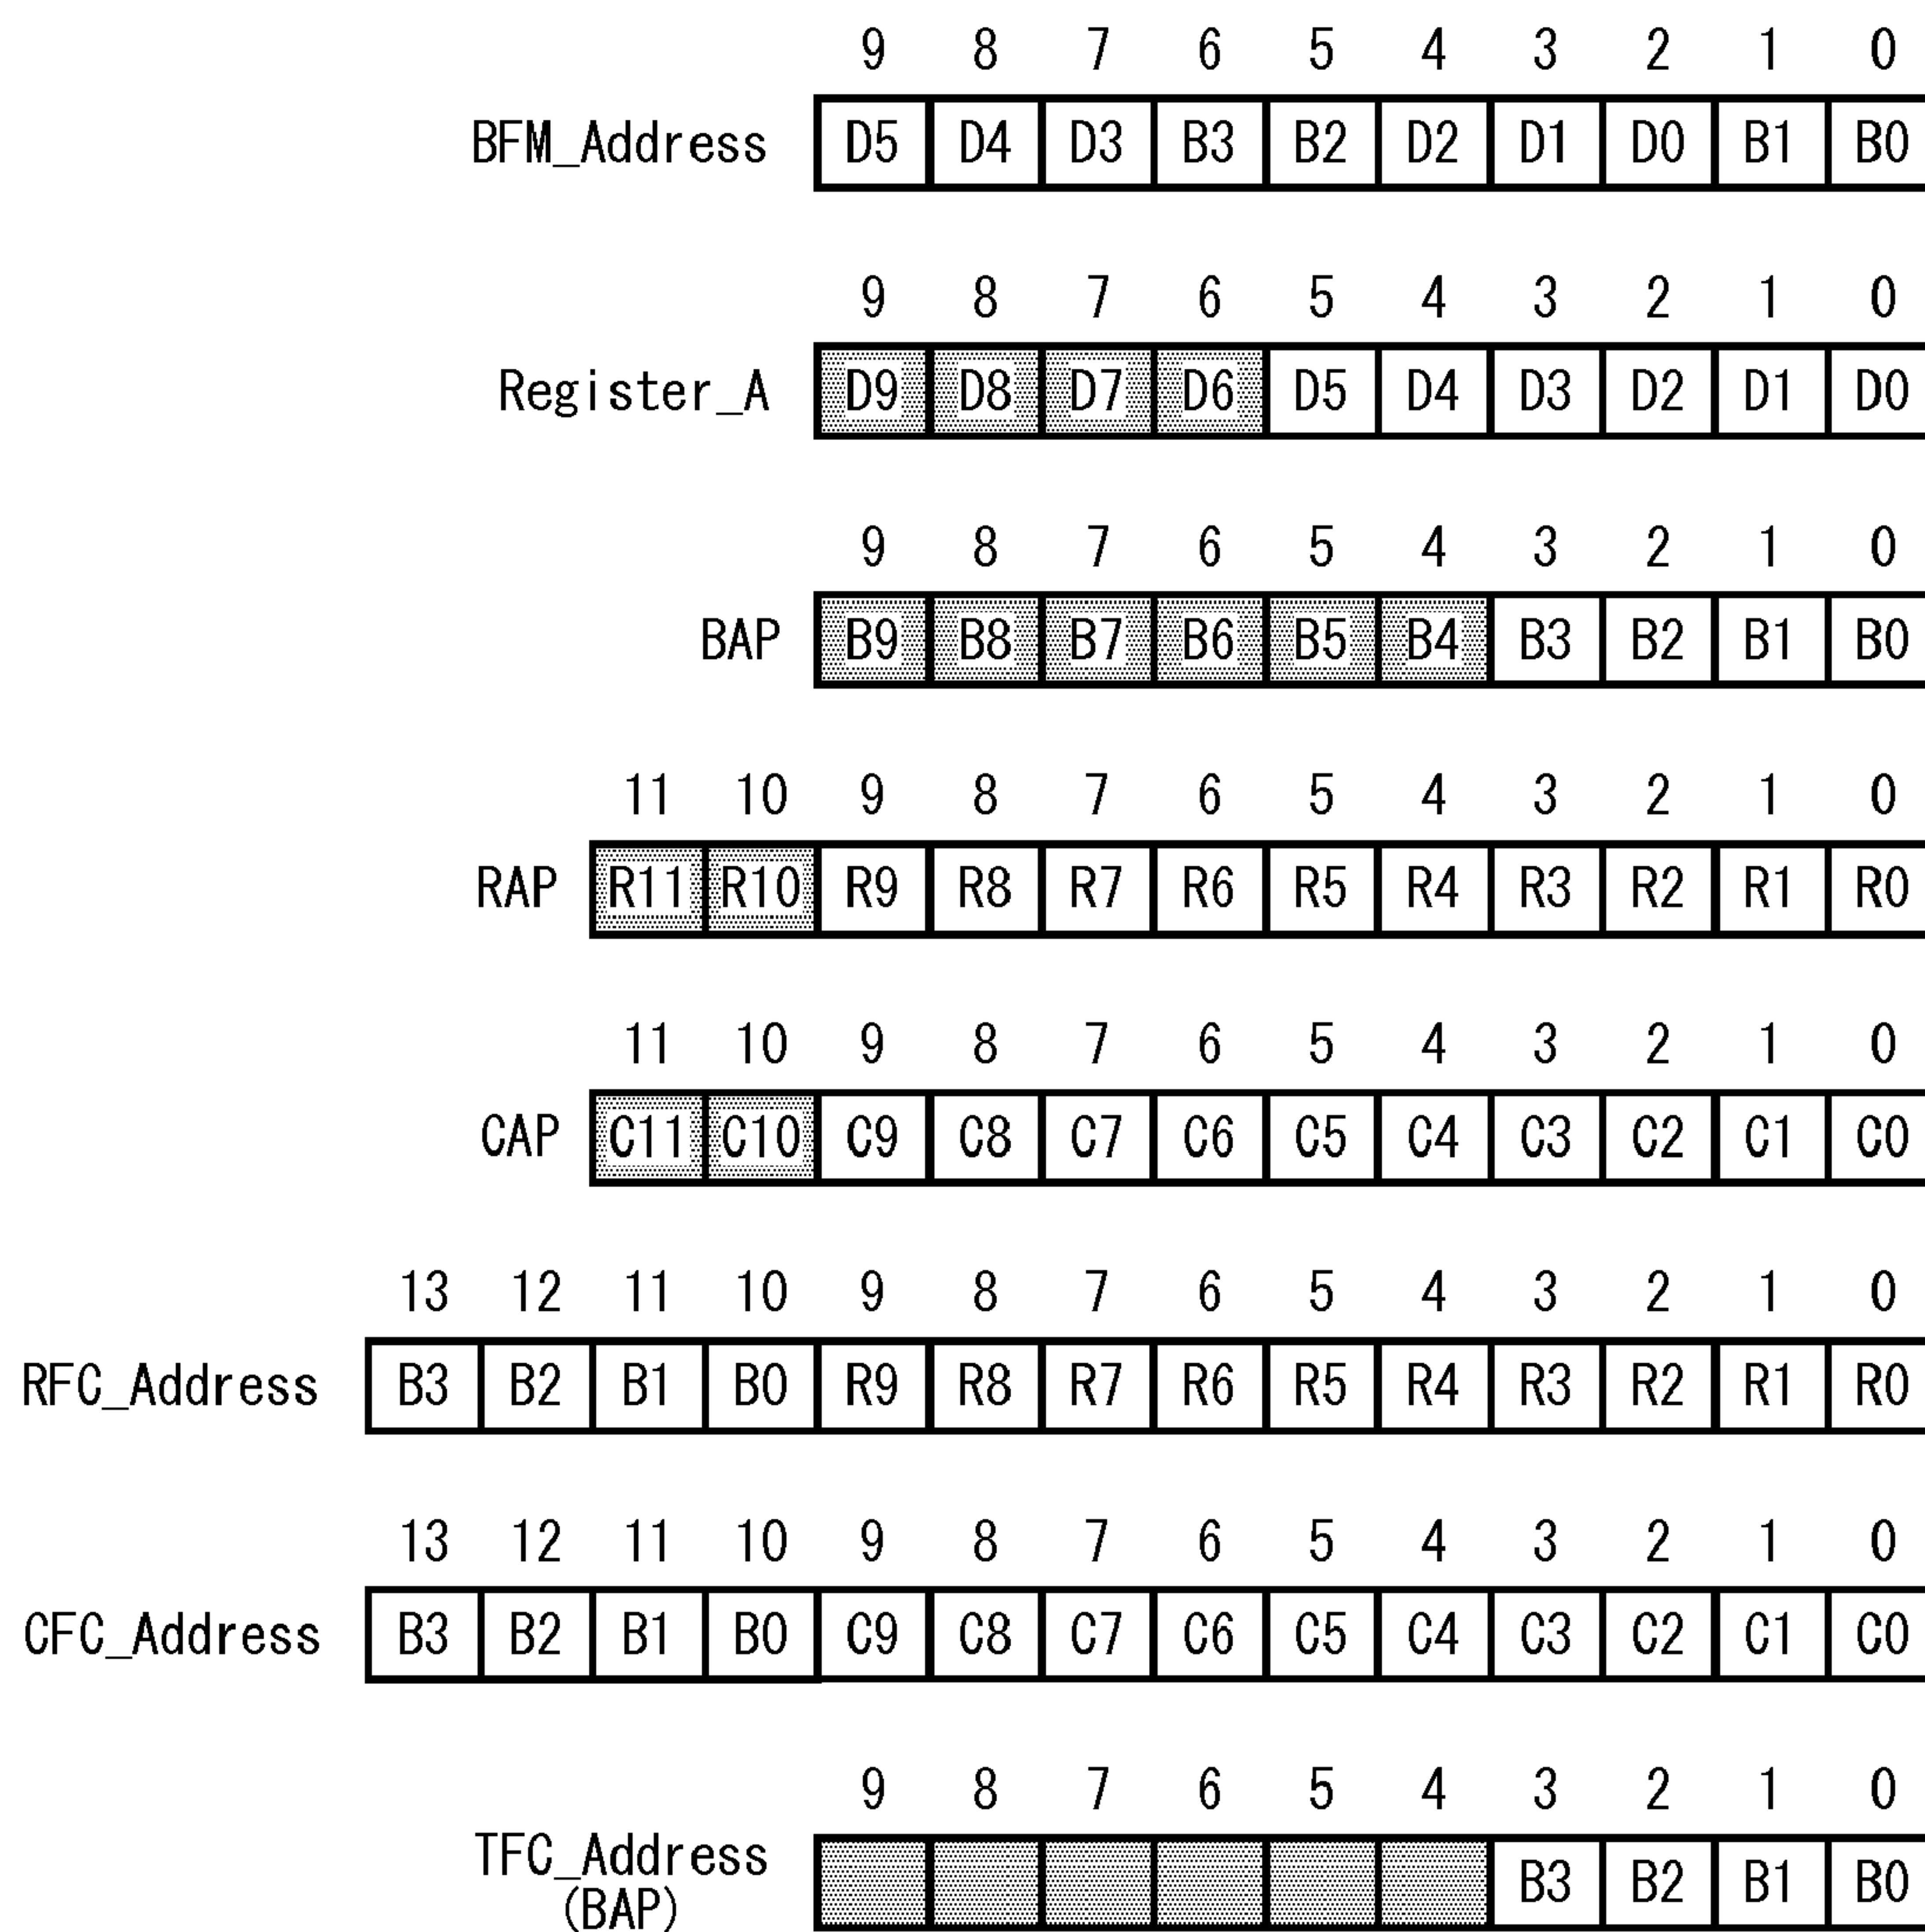 9 8 7 6 5 4 3 2 1 0
BFM_Address D5 D4 D3 B3 B2 D2 D1 D0 B1 B0
9 8 7 6 5 4 3 2 1 0
Register_A D9 D8 D7 D6 D5 D4 D3 D2 D1 D0
9 8 7 6 5 4 3 2 1 0
BAP B9 B8 B7 B6 B5 B4 B3 B2 B1 B0
11 10 9 8 7 6 5 4 3 2 1 0
RAP R11 R10 R9 R8 R7 R6 R5 R4 R3 R2 R1 R0
11 10 9 8 7 6 5 4 3 2 1 0
CAP C11 C10 C9 C8 C7 C6 C5 C4 C3 C2 C1 C0
13 12 11 10 9 8 7 6 5 4 3 2 1 0
RFC_Address B3 B2 B1 B0 R9 R8 R7 R6 R5 R4 R3 R2 R1 R0
13 12 11 10 9 8 7 6 5 4 3 2 1 0
CFC_Address B3 B2 B1 B0 C9 C8 C7 C6 C5 C4 C3 C2 C1 C0
9 8 7 6 5 4 3 2 1 0
TFC_Address B3 B2 B1 B0
(BAP)